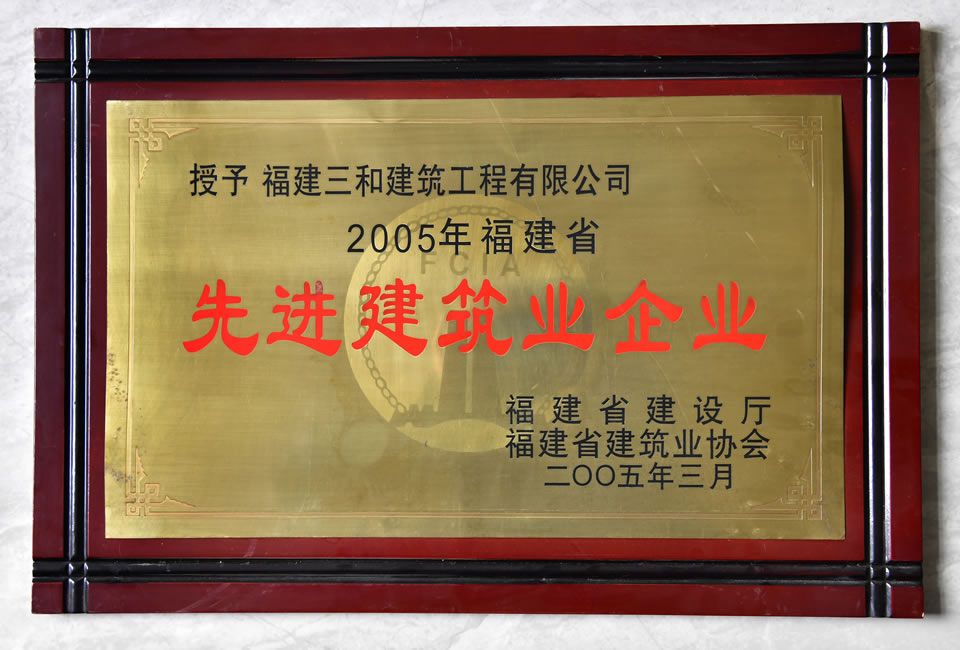 授予 福建三和建筑工程有限公司
2005年福建省
FCIA
先进建筑业企业
福建省建设厅
福建省建筑业协会
二〇〇五年三月